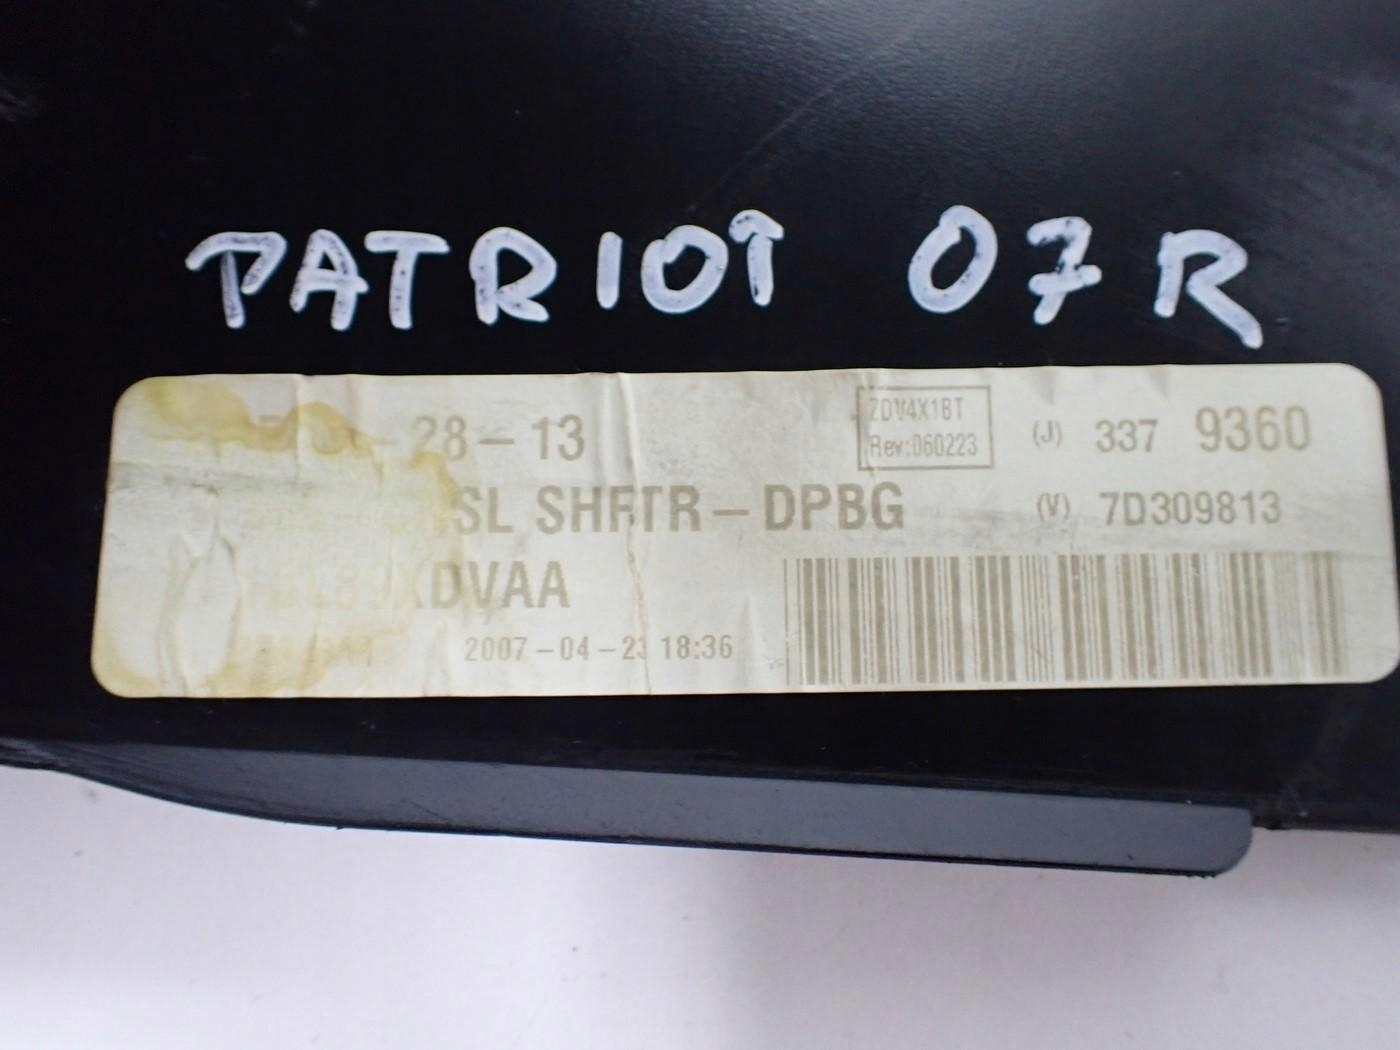 PATRIOT 07R
28-13
ZDV4X1BT
Rev:060223
(J) 337 9360
SL SHFTR-DPBG
(V) 7D309813
XDVAA
2007-04-23 18:36